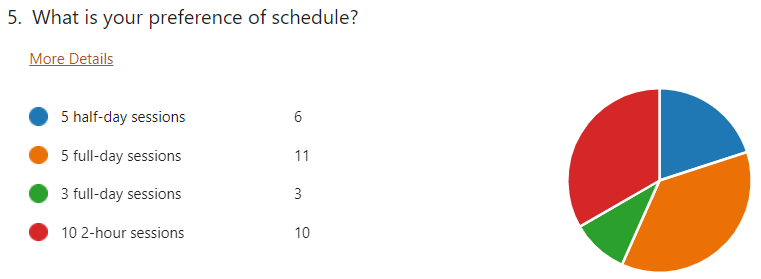 5. What is your preference of schedule?
More Details
5 half-day sessions 6
5 full-day sessions 11
3 full-day sessions 3
10 2-hour sessions 10